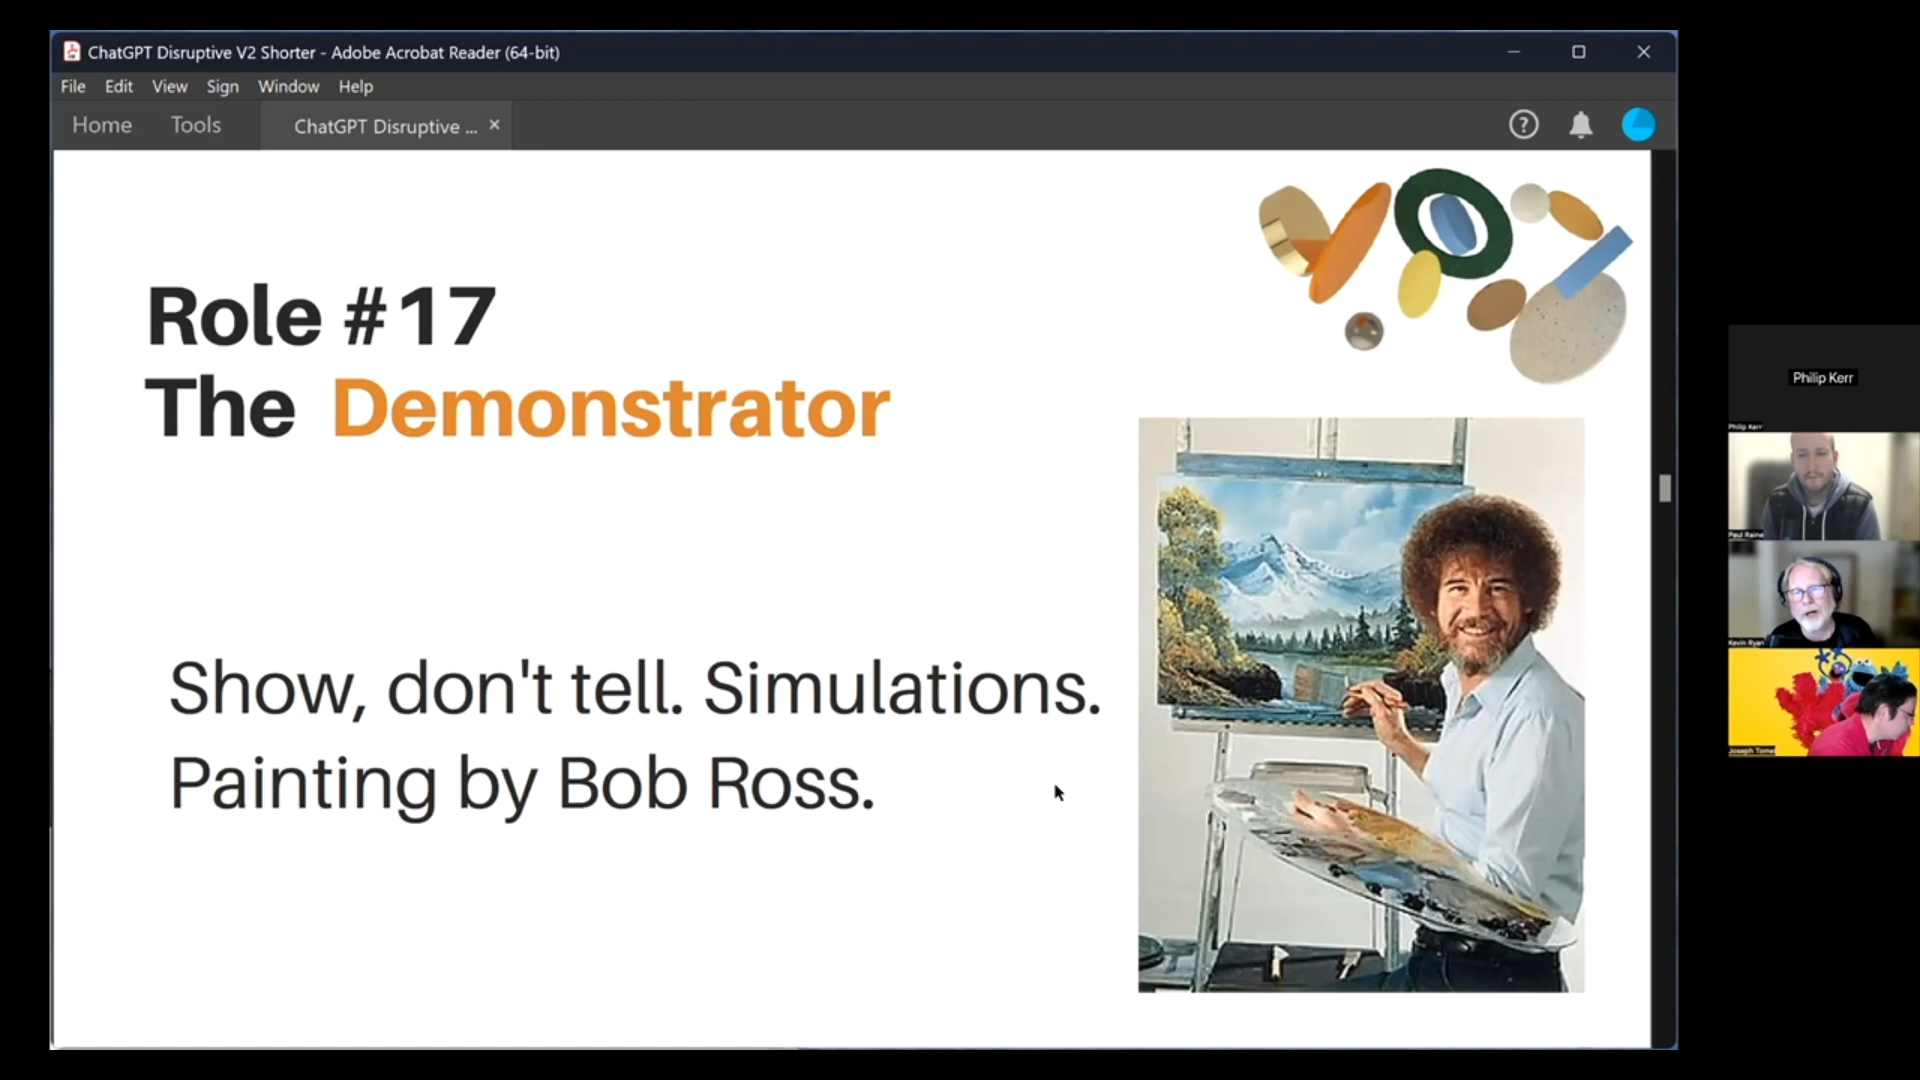 ChatGPT Disruptive V2 Shorter - Adobe Acrobat Reader (64-bit)
File Edit View Sign Window Help
Home Tools ChatGPT Disruptive ...
Role #17
The Demonstrator
Show, don't tell. Simulations.
Painting by Bob Ross.
Philip Kerr
Philip Kerr
Paul Raine
Kevin Ryan
Joseph Tomei